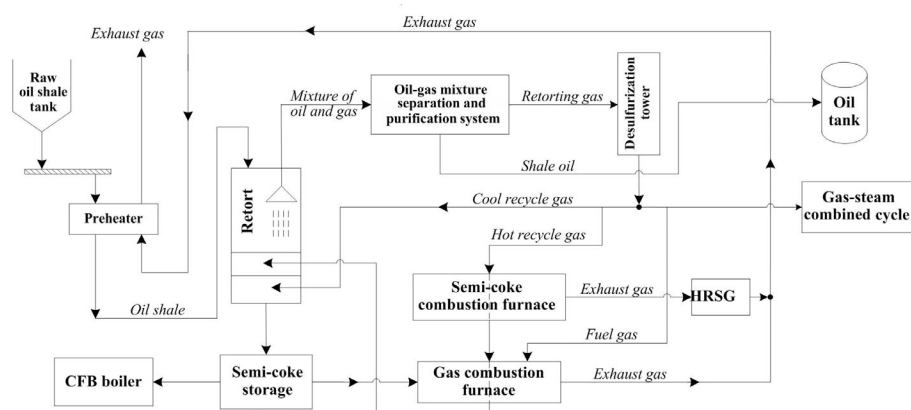 Exhaust gas
Exhaust gas
Raw
oil shale
tank
Mixture of
oil and gas
Oil-gas mixture
separation and
purification system
Retorting gas
Desulfurization
tower
Oil
tank
Shale oil
Preheater
Retort
Cool recycle gas
Gas-steam
combined cycle
Hot recycle gas
Semi-coke
combustion furnace
Exhaust gas
HRSG
Oil shale
Fuel gas
CFB boiler
Semi-coke
storage
Gas combustion
furnace
Exhaust gas